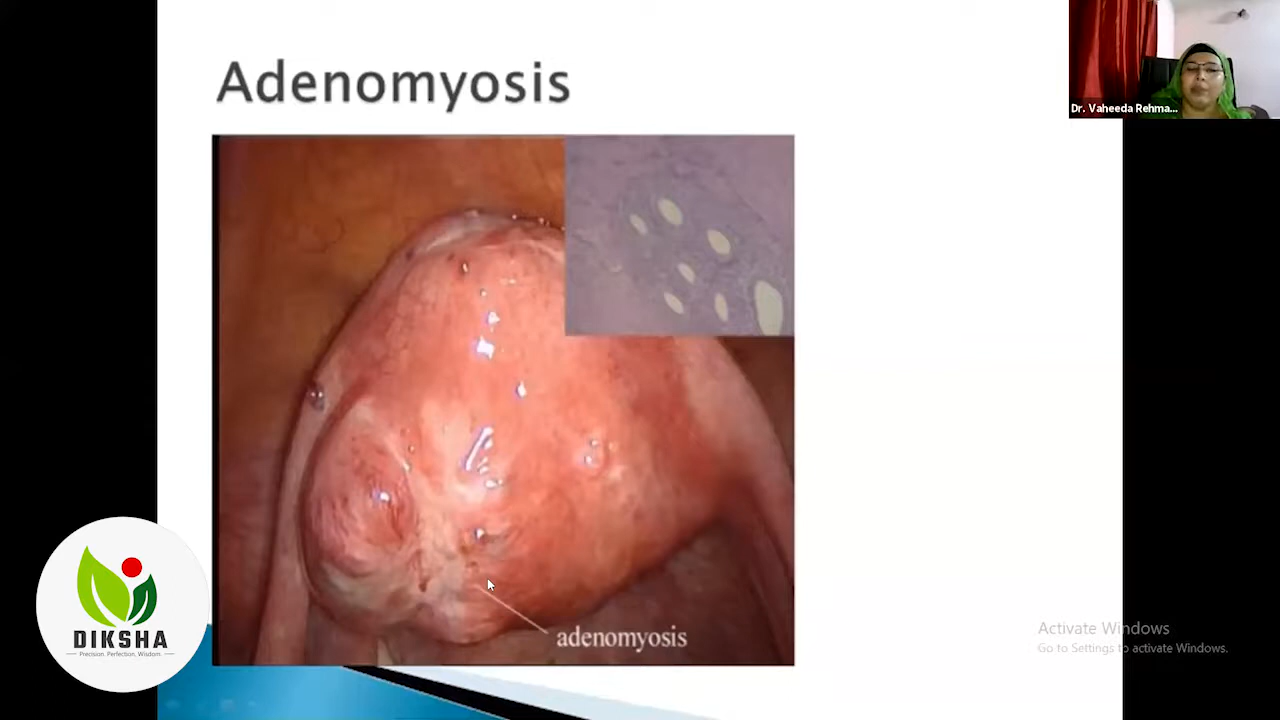 Adenomyosis
Dr. Vaheeda Rehma...
adenomyosis
DIKSHA
Precision. Perfection, Wisdom.
Activate Windows
Go to Settings to activate Windows.